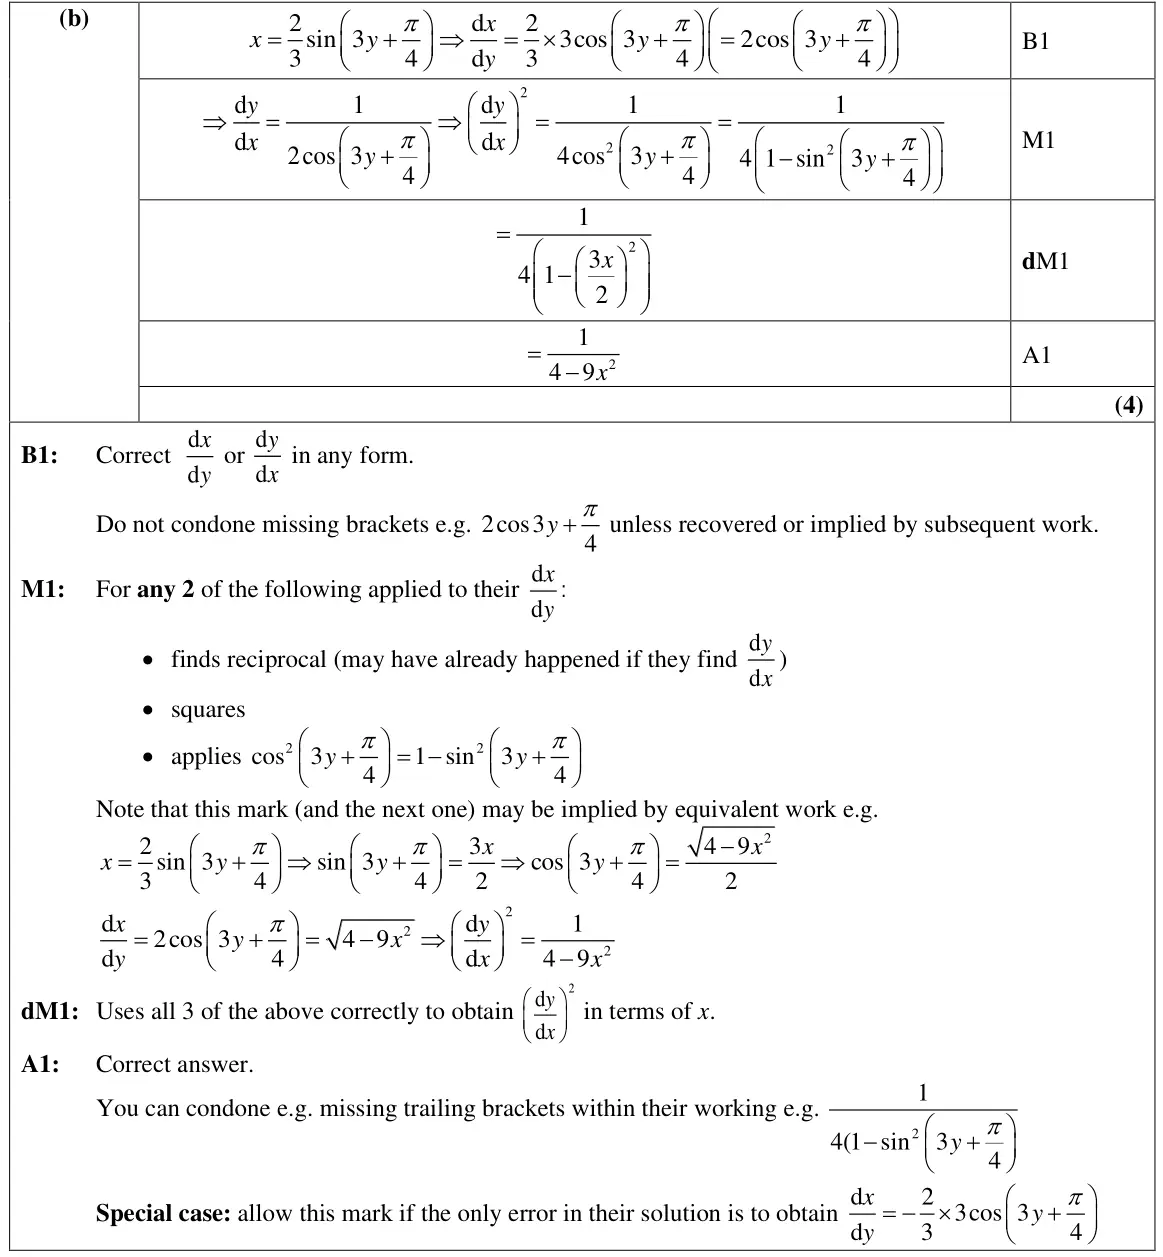 (b) x = 2/3 sin(3y + π/4) ⇒ dx/dy = 2/3 × 3cos(3y + π/4) (= 2cos(3y + π/4)) B1
⇒ dy/dx = 1/(2cos(3y + π/4)) ⇒ (dy/dx)² = 1/(4cos²(3y + π/4)) = 1/(4(1 − sin²(3y + π/4))) M1
= 1/(4(1 − (3x/2)²)) dM1
= 1/(4 − 9x²) A1
(4)
B1: Correct dx/dy or dy/dx in any form.
Do not condone missing brackets e.g. 2cos3y + π/4 unless recovered or implied by subsequent work.
M1: For any 2 of the following applied to their dx/dy:
• finds reciprocal (may have already happened if they find dy/dx)
• squares
• applies cos²(3y + π/4) = 1 − sin²(3y + π/4)
Note that this mark (and the next one) may be implied by equivalent work e.g.
x = 2/3 sin(3y + π/4) ⇒ sin(3y + π/4) = 3x/2 ⇒ cos(3y + π/4) = √(4 − 9x²)/2
dx/dy = 2cos(3y + π/4) = √(4 − 9x²) ⇒ (dy/dx)² = 1/(4 − 9x²)
dM1: Uses all 3 of the above correctly to obtain (dy/dx)² in terms of x.
A1: Correct answer.
You can condone e.g. missing trailing brackets within their working e.g. 1/(4(1 − sin²(3y + π/4)
Special case: allow this mark if the only error in their solution is to obtain dx/dy = − 2/3 × 3cos(3y + π/4)